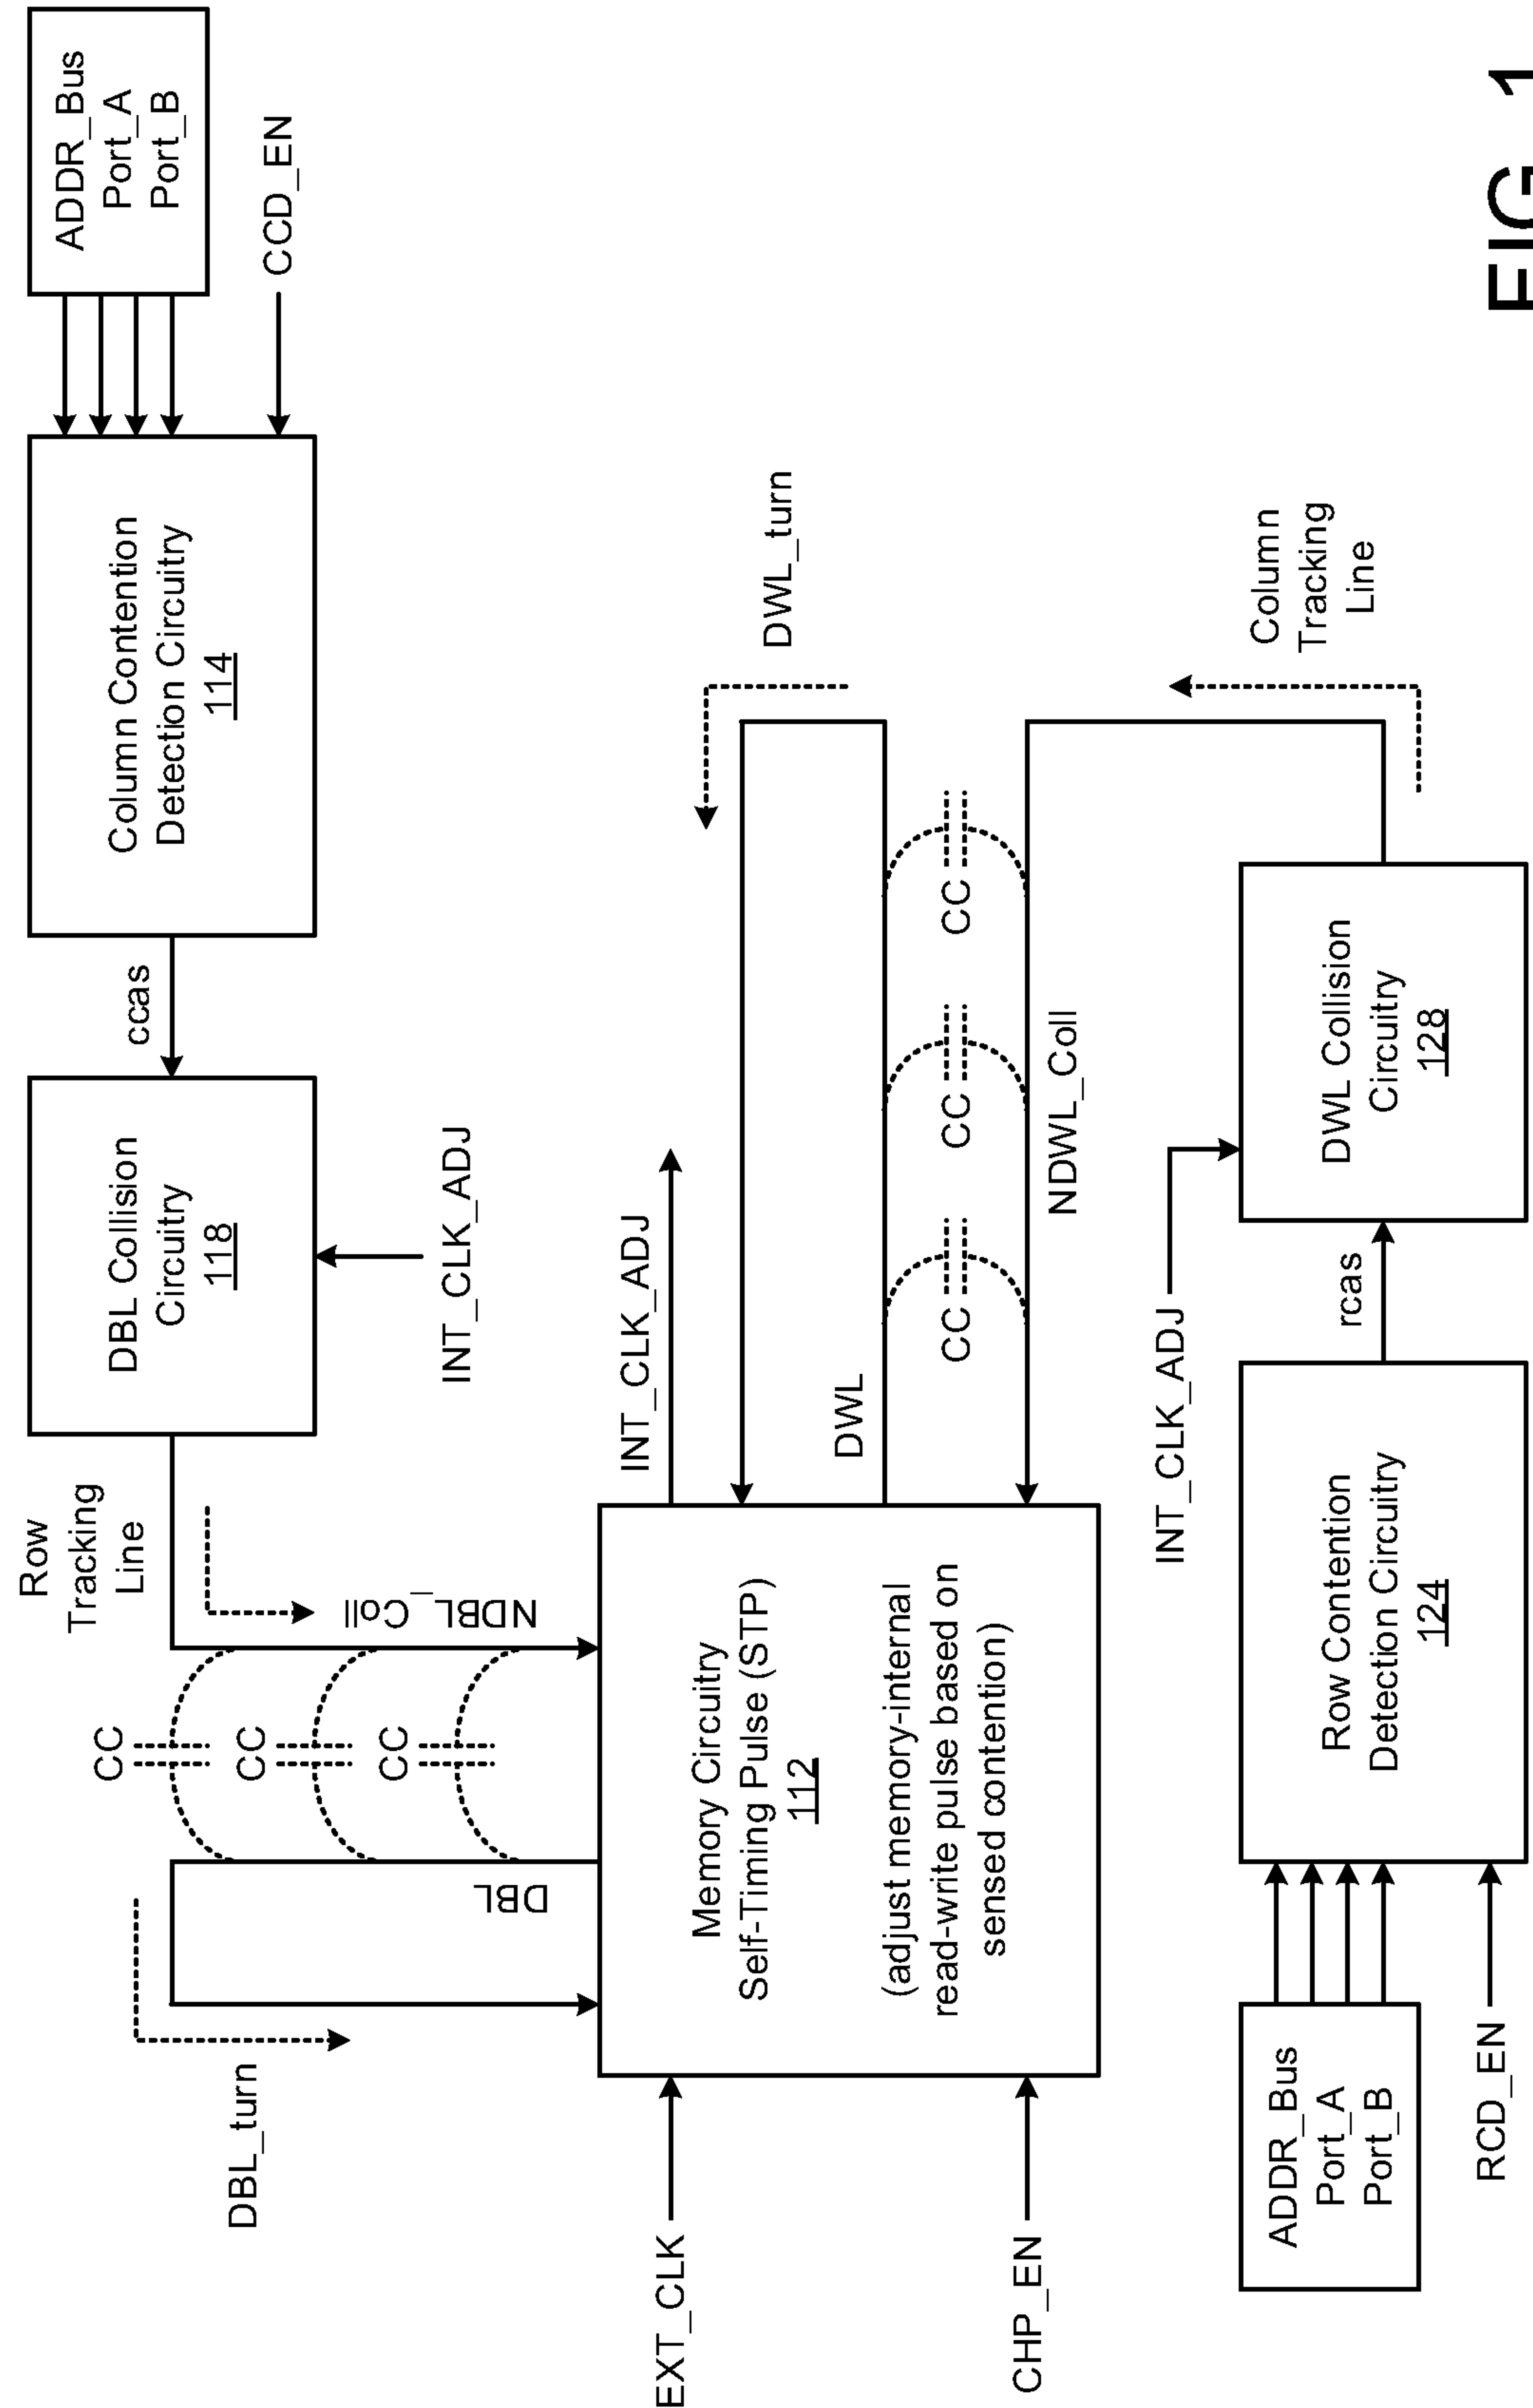 Row
Tracking
Line
DBL Collision
Circuitry
118
ccas
Column Contention
Detection Circuitry
114
ADDR_Bus
Port_A
Port_B
CCD_EN
INT_CLK_ADJ
DBL_turn
CC
CC
CC
DBL
NDBL_Coll
EXT_CLK
CHP_EN
Memory Circuitry
Self-Timing Pulse (STP)
112
(adjust memory-internal
read-write pulse based on
sensed contention)
INT_CLK_ADJ
DWL_turn
DWL
CC
CC
CC
NDWL_Coll
Column
Tracking
Line
INT_CLK_ADJ
ADDR_Bus
Port_A
Port_B
RCD_EN
Row Contention
Detection Circuitry
124
rcas
DWL Collision
Circuitry
128
FIG. 1